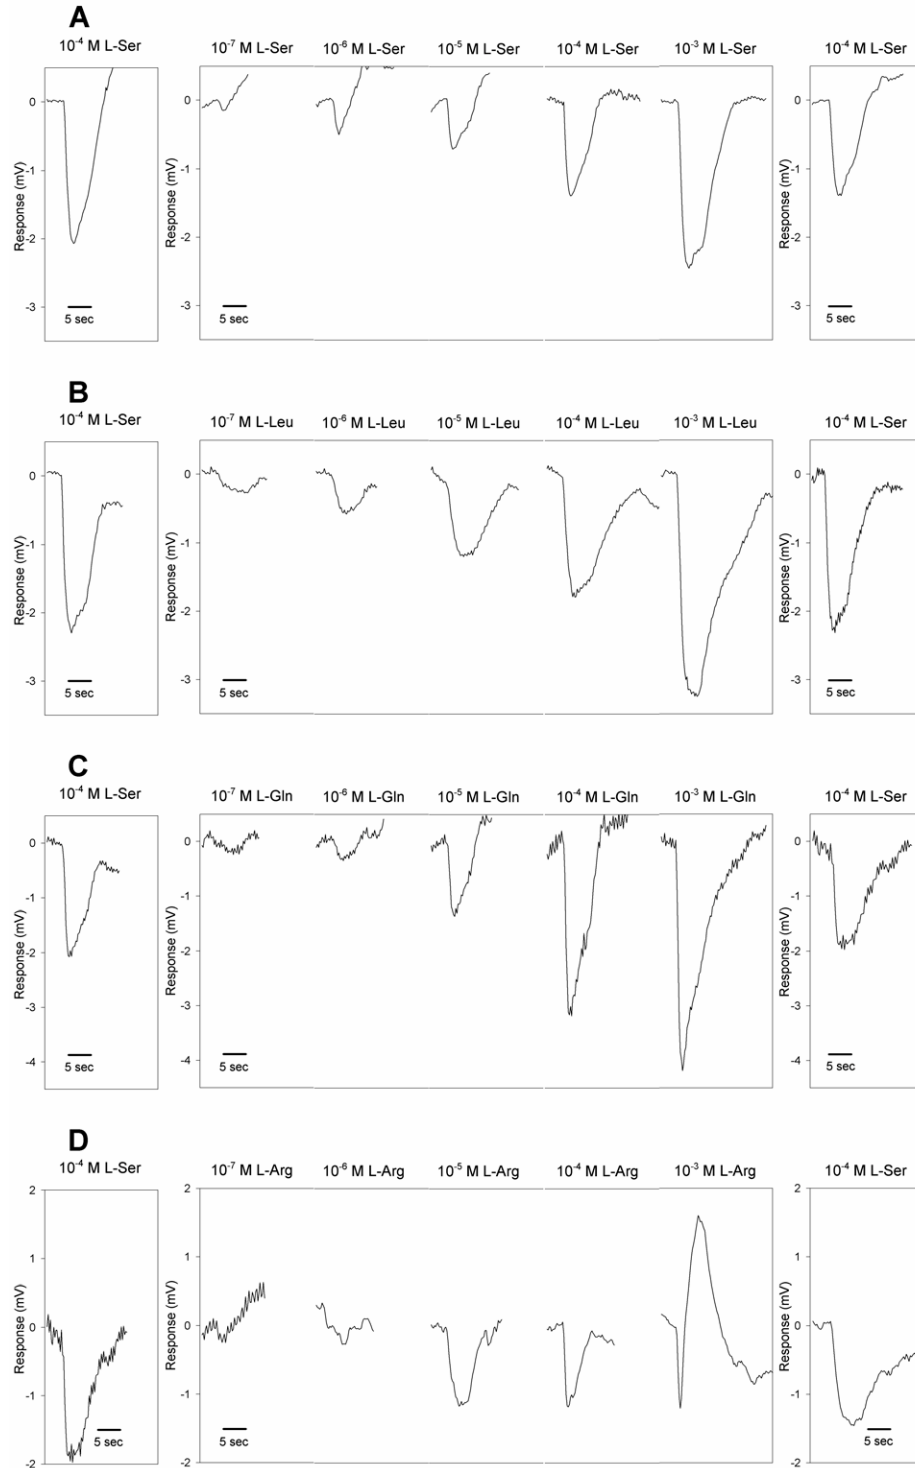 A
10⁻⁴ M L-Ser 10⁻⁷ M L-Ser 10⁻⁶ M L-Ser 10⁻⁵ M L-Ser 10⁻⁴ M L-Ser 10⁻³ M L-Ser 10⁻⁴ M L-Ser
Response (mV) Response (mV) Response (mV)
0 0 0
-1 -1 -1
-2 -2 -2
-3 -3 -3
5 sec 5 sec 5 sec
B
10⁻⁴ M L-Ser 10⁻⁷ M L-Leu 10⁻⁶ M L-Leu 10⁻⁵ M L-Leu 10⁻⁴ M L-Leu 10⁻³ M L-Leu 10⁻⁴ M L-Ser
Response (mV) Response (mV) Response (mV)
0 0 0
-1 -1 -1
-2 -2 -2
-3 -3 -3
5 sec 5 sec 5 sec
C
10⁻⁴ M L-Ser 10⁻⁷ M L-Gln 10⁻⁶ M L-Gln 10⁻⁵ M L-Gln 10⁻⁴ M L-Gln 10⁻³ M L-Gln 10⁻⁴ M L-Ser
Response (mV) Response (mV) Response (mV)
0 0 0
-1 -1 -1
-2 -2 -2
-3 -3 -3
-4 -4 -4
5 sec 5 sec 5 sec
D
10⁻⁴ M L-Ser 10⁻⁷ M L-Arg 10⁻⁶ M L-Arg 10⁻⁵ M L-Arg 10⁻⁴ M L-Arg 10⁻³ M L-Arg 10⁻⁴ M L-Ser
Response (mV) Response (mV) Response (mV)
2 2 2
1 1 1
0 0 0
-1 -1 -1
5 sec 5 sec 5 sec
-2 -2 -2